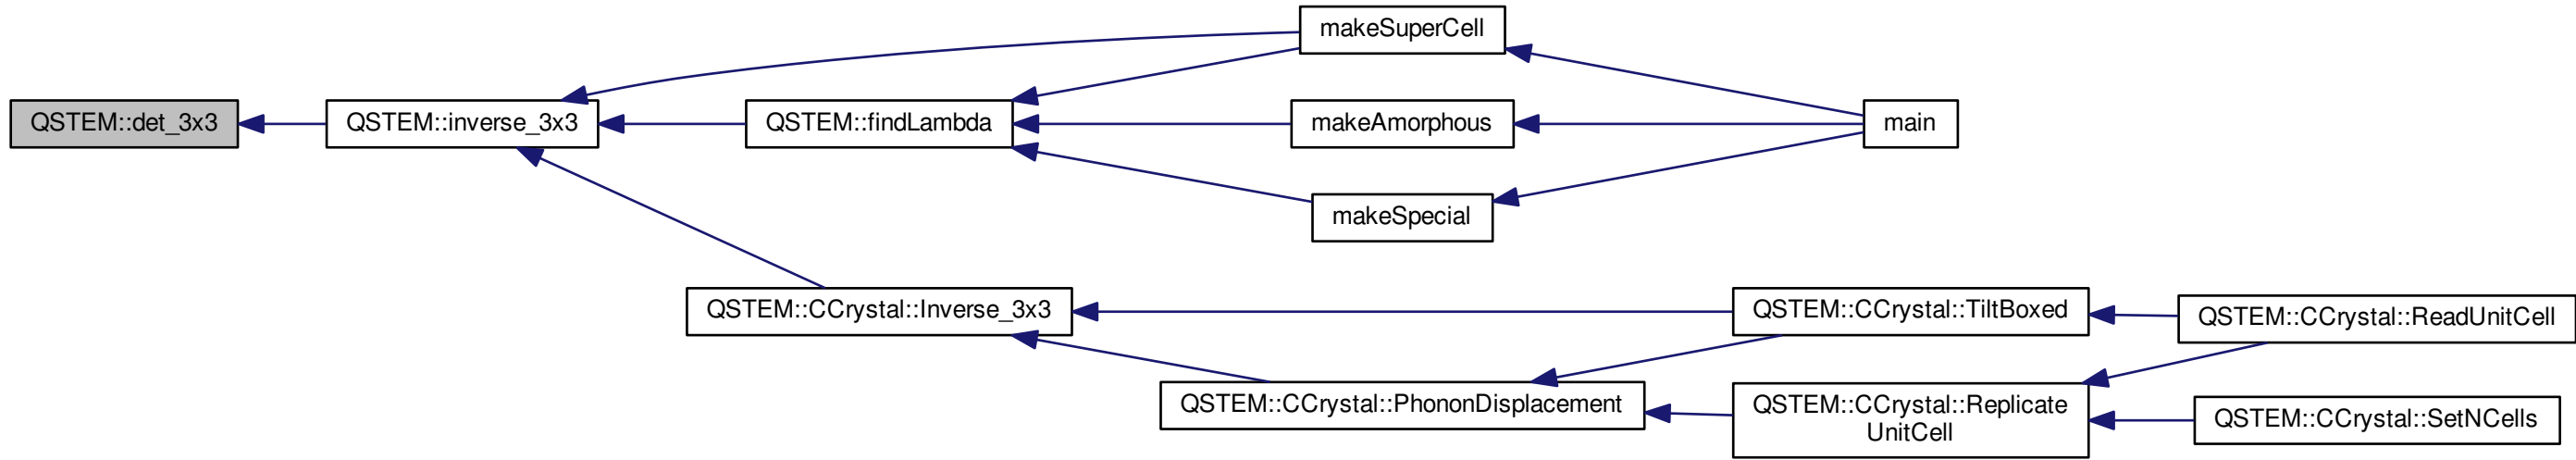 makeSuperCell
QSTEM::det_3x3
QSTEM::inverse_3x3
QSTEM::findLambda
makeAmorphous
main
makeSpecial
QSTEM::CCrystal::Inverse_3x3
QSTEM::CCrystal::TiltBoxed
QSTEM::CCrystal::ReadUnitCell
QSTEM::CCrystal::PhononDisplacement
QSTEM::CCrystal::Replicate
UnitCell
QSTEM::CCrystal::SetNCells